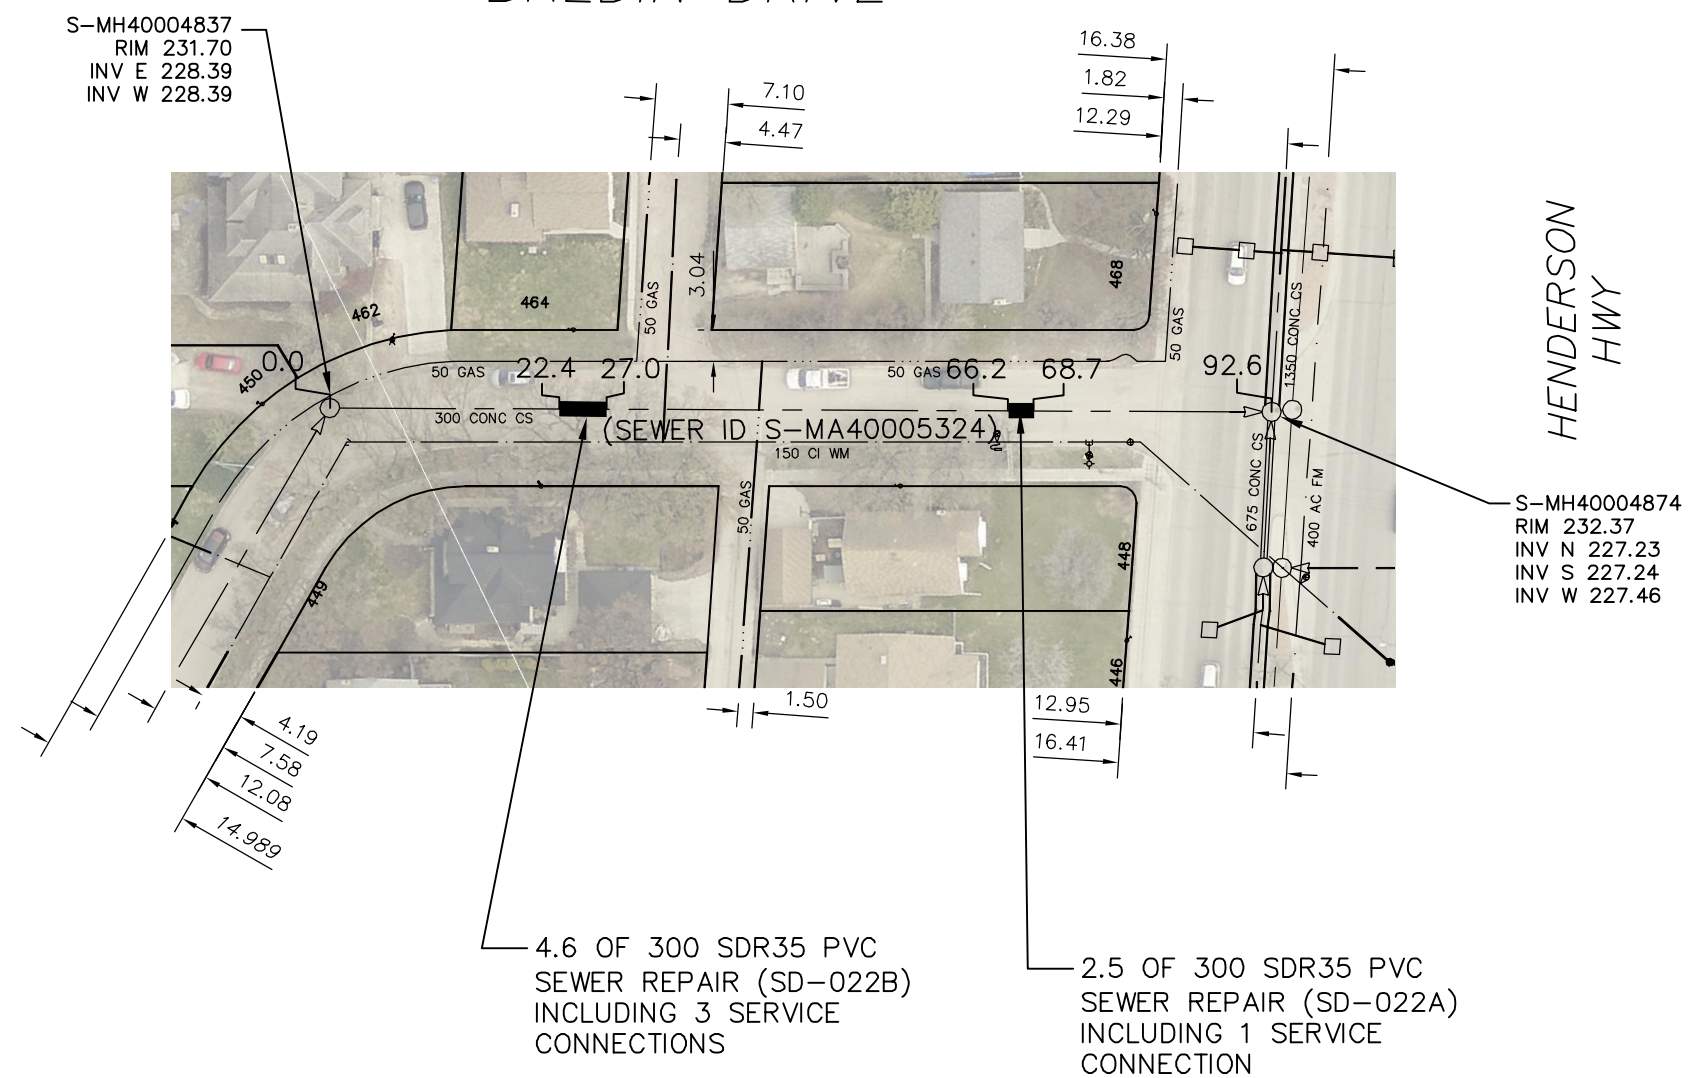 S-MH40004837
RIM 231.70
INV E 228.39
INV W 228.39
7.10
4.47
16.38
1.82
12.29
HENDERSON
HWY
3.04
462
464
468
450
449
448
446
50 GAS
50 GAS
50 GAS
50 GAS
50 GAS
1350 CONC CS
675 CONC CS
400 AC FM
0.0
22.4
27.0
66.2
68.7
92.6
300 CONC CS
(SEWER ID S-MA40005324)
150 CI WM
S-MH40004874
RIM 232.37
INV N 227.23
INV S 227.24
INV W 227.46
4.19
7.58
12.08
14.989
1.50
12.95
16.41
4.6 OF 300 SDR35 PVC
SEWER REPAIR (SD-022B)
INCLUDING 3 SERVICE
CONNECTIONS
2.5 OF 300 SDR35 PVC
SEWER REPAIR (SD-022A)
INCLUDING 1 SERVICE
CONNECTION